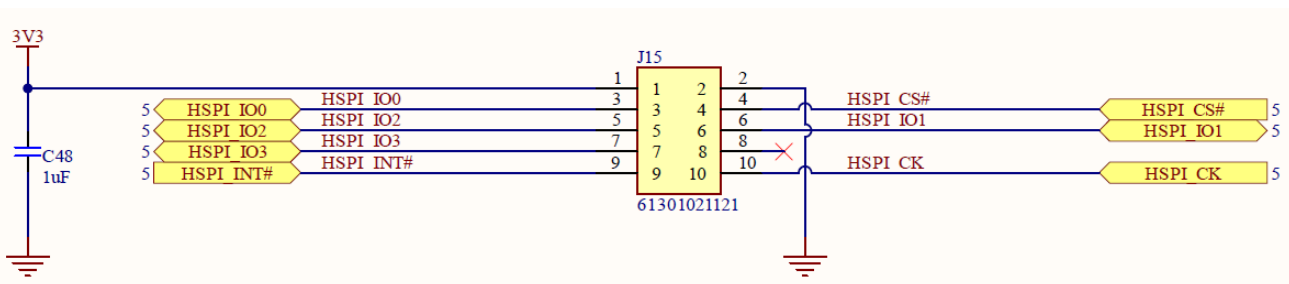 3V3
J15
1 1 2 2
5 HSPI_IO0 HSPI_IO0 3 3 4 4 HSPI_CS# HSPI_CS# 5
5 HSPI_IO2 HSPI_IO2 5 5 6 6 HSPI_IO1 HSPI_IO1 5
5 HSPI_IO3 HSPI_IO3 7 7 8 8
5 HSPI_INT# HSPI_INT# 9 9 10 10 HSPI_CK HSPI_CK 5
C48
1uF
61301021121